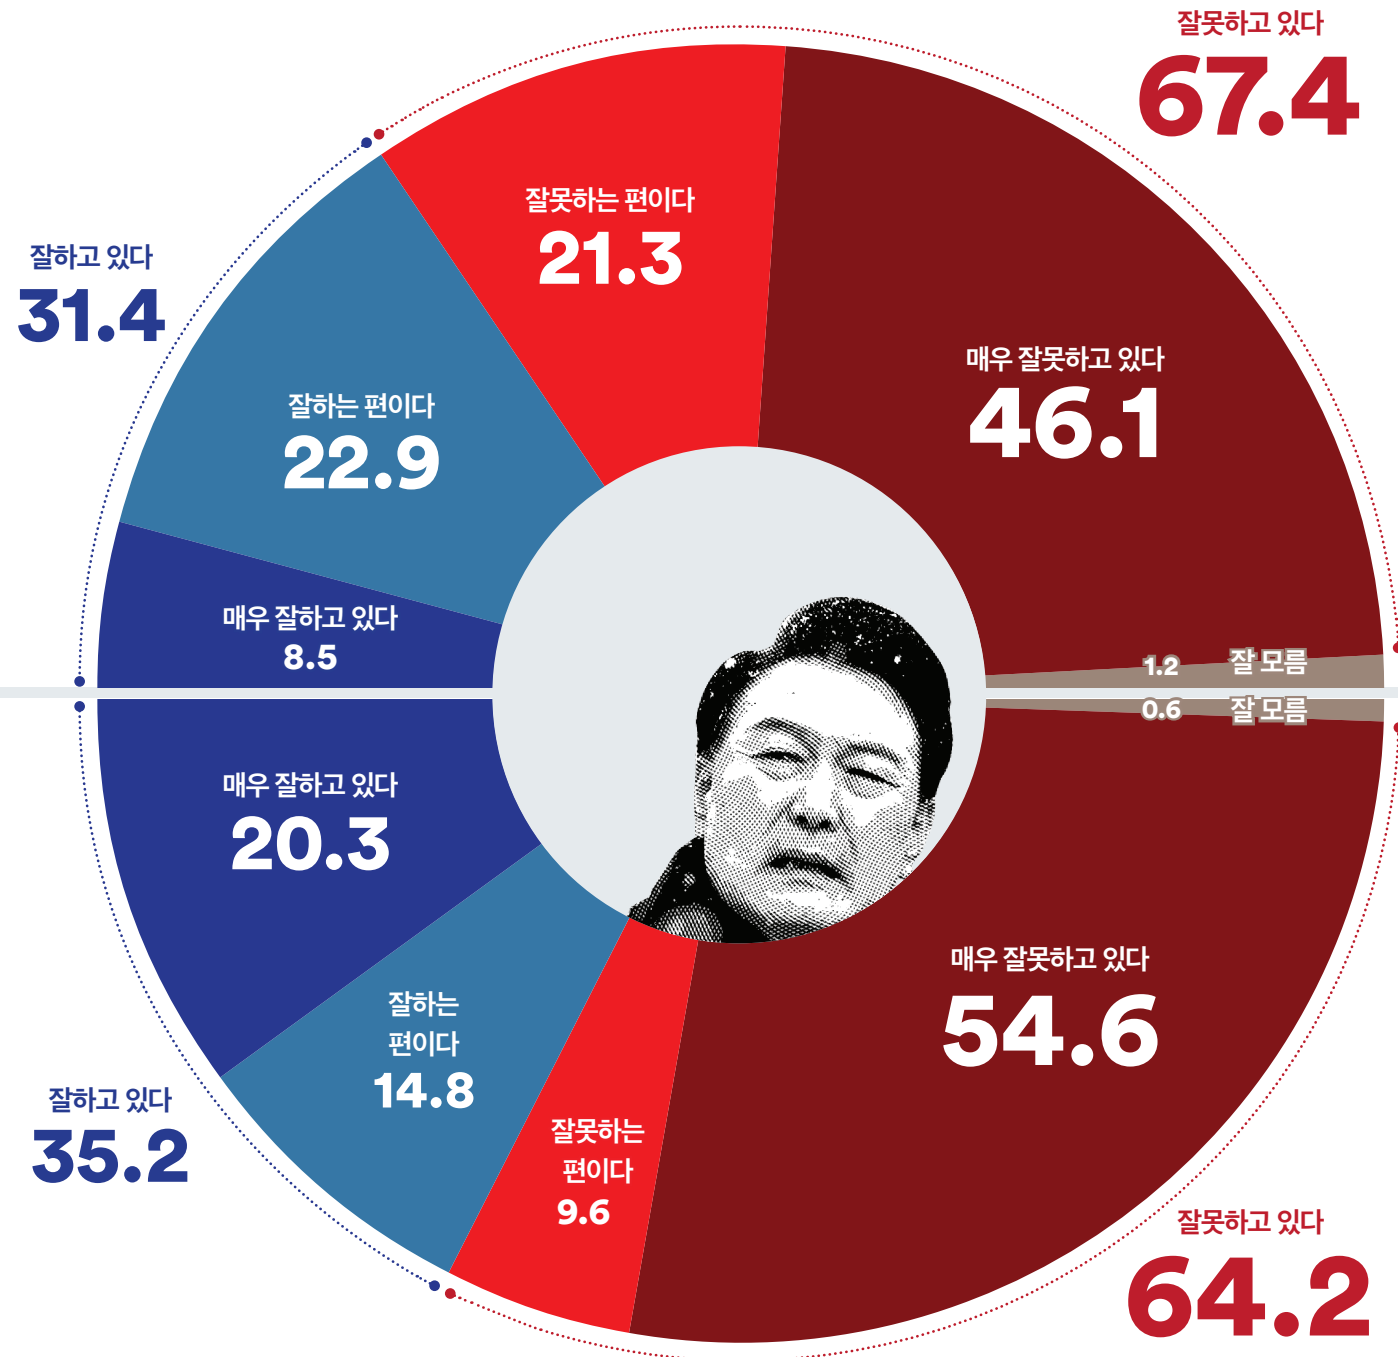 잘못하고 있다
67.4
잘못하는 편이다
21.3
잘하고 있다
31.4
매우 잘못하고 있다
46.1
잘하는 편이다
22.9
매우 잘하고 있다
8.5
1.2 잘 모름
0.6 잘 모름
매우 잘하고 있다
20.3
매우 잘못하고 있다
54.6
잘하는
편이다
14.8
잘하고 있다
35.2
잘못하는
편이다
9.6
잘못하고 있다
64.2